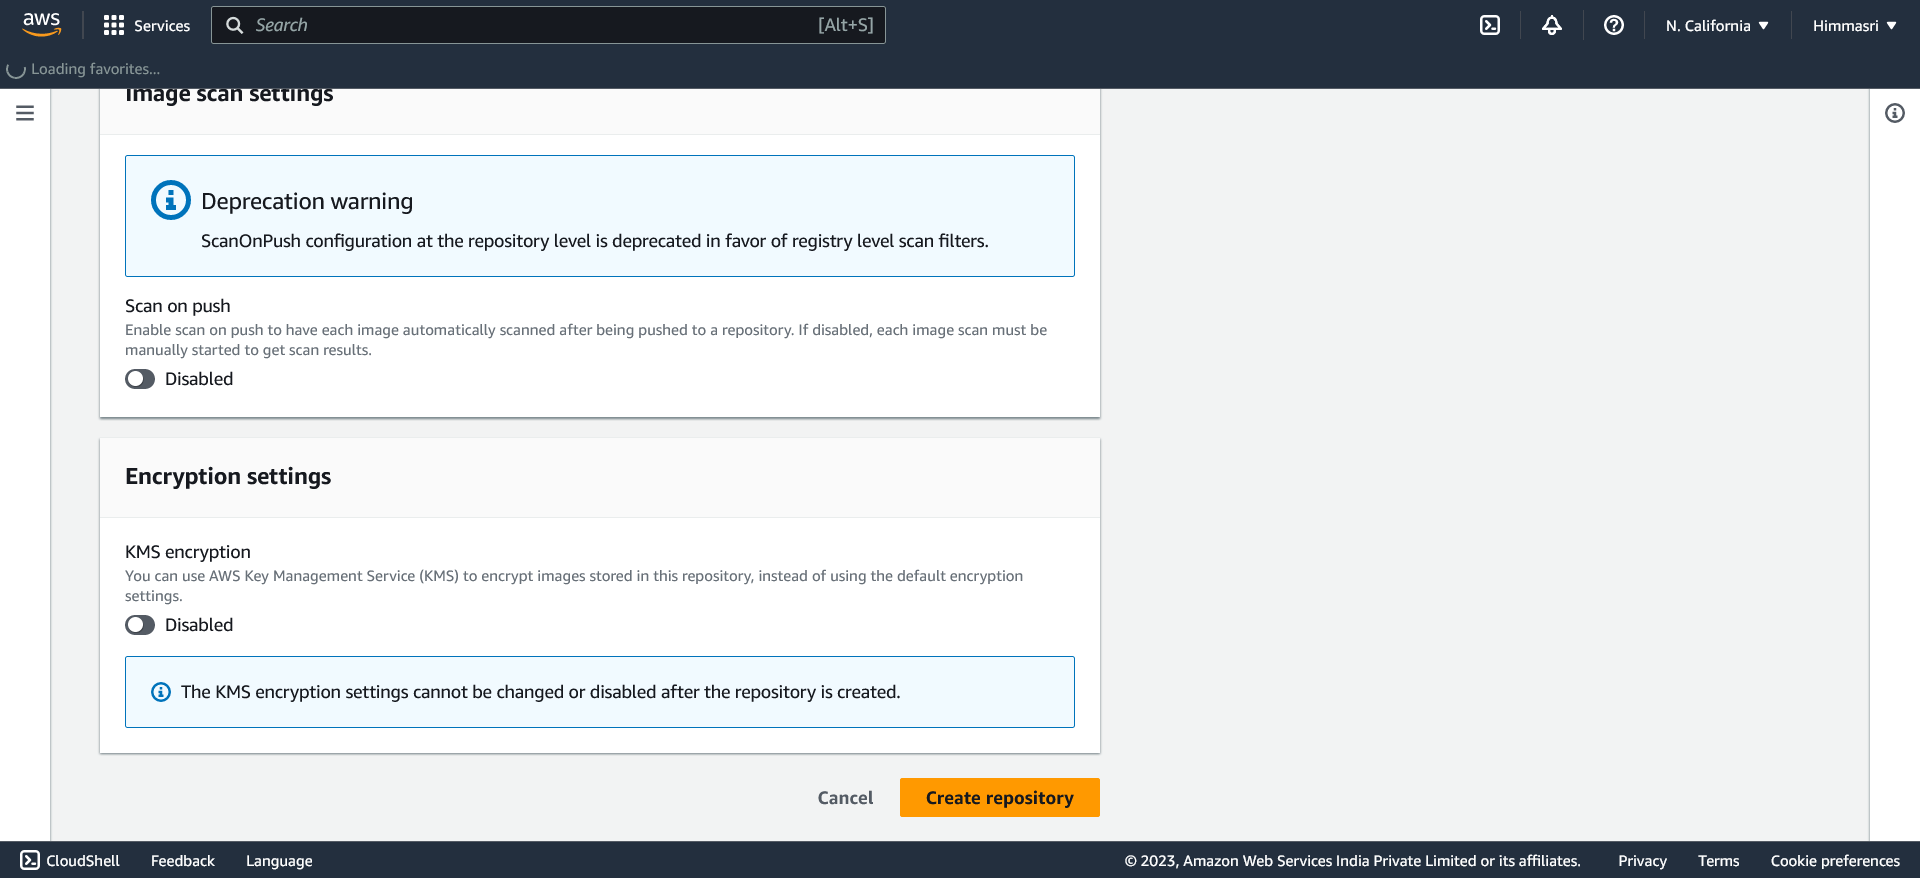 aws
Services
Search
[Alt+S]
N. California
Himmasri
Loading favorites...
Image scan settings
Deprecation warning
ScanOnPush configuration at the repository level is deprecated in favor of registry level scan filters.
Scan on push
Enable scan on push to have each image automatically scanned after being pushed to a repository. If disabled, each image scan must be
manually started to get scan results.
Disabled
Encryption settings
KMS encryption
You can use AWS Key Management Service (KMS) to encrypt images stored in this repository, instead of using the default encryption
settings.
Disabled
The KMS encryption settings cannot be changed or disabled after the repository is created.
Cancel
Create repository
CloudShell
Feedback
Language
© 2023, Amazon Web Services India Private Limited or its affiliates.
Privacy
Terms
Cookie preferences